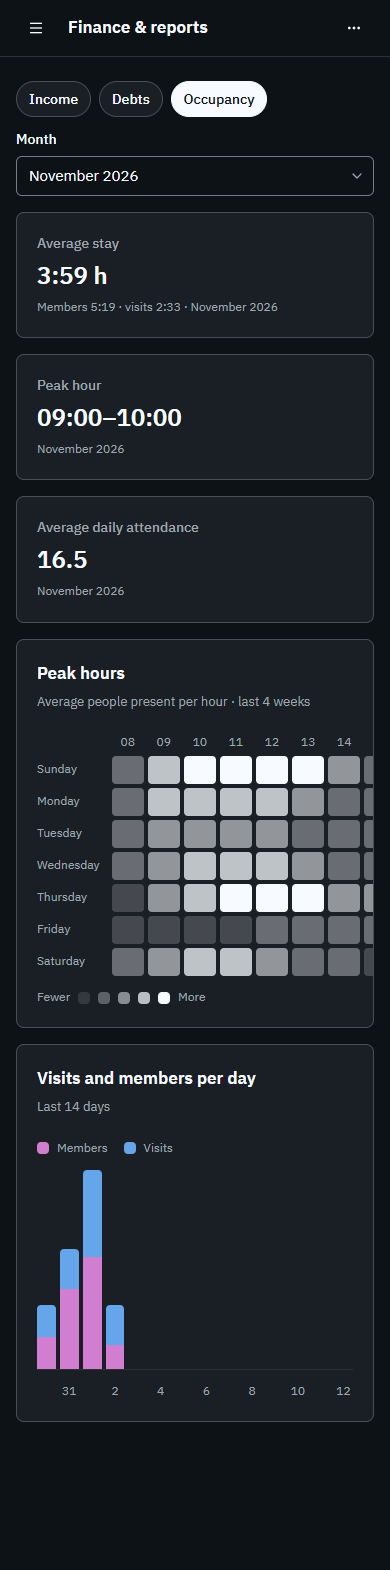 Finance & reports
Income Debts Occupancy
Month
November 2026
Average stay
3:59 h
Members 5:19 · visits 2:33 · November 2026
Peak hour
09:00–10:00
November 2026
Average daily attendance
16.5
November 2026
Peak hours
Average people present per hour · last 4 weeks
08 09 10 11 12 13 14
Sunday
Monday
Tuesday
Wednesday
Thursday
Friday
Saturday
Fewer More
Visits and members per day
Last 14 days
Members Visits
31 2 4 6 8 10 12